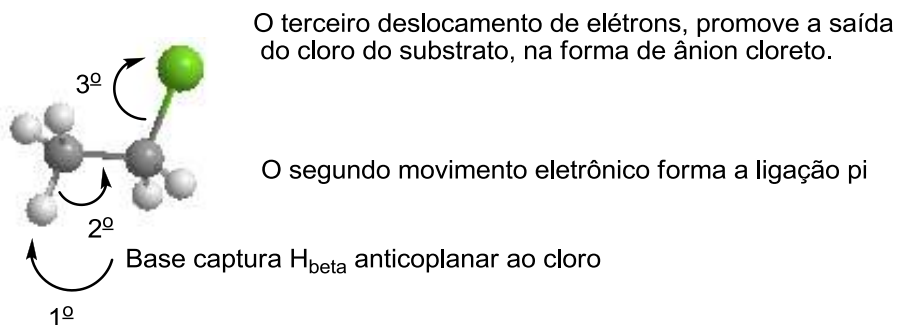 O terceiro deslocamento de elétrons, promove a saída
do cloro do substrato, na forma de ânion cloreto.
3º
O segundo movimento eletrônico forma a ligação pi
2º
Base captura Hbeta anticoplanar ao cloro
1º